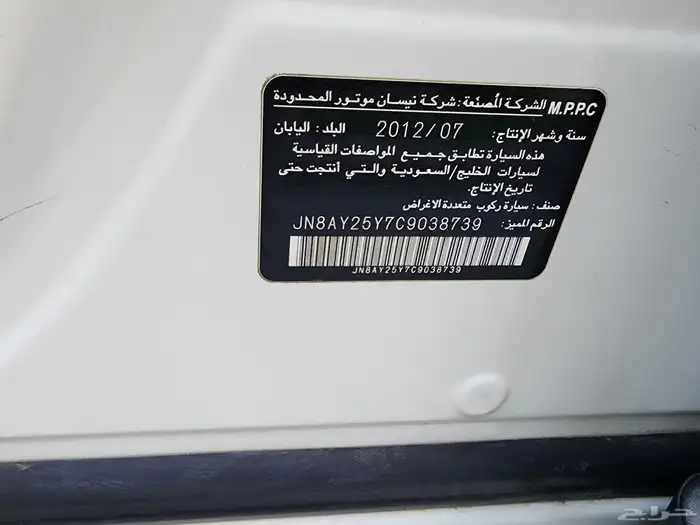 M.P.P.C الشركة المصنعة : شركة نيسان موتور المحدودة
سنة وشهر الإنتاج: 2012/07 البلد : اليابان
هذه السيارة تطابق جميع المواصفات القياسية
لسيارات الخليج/السعودية والتي أنتجت حتى
تاريخ الإنتاج.
صنف : سيارة ركوب متعددة الاغراض
الرقم المميز: JN8AY25Y7C9038739
JN8AY25Y7C9038739
حراج